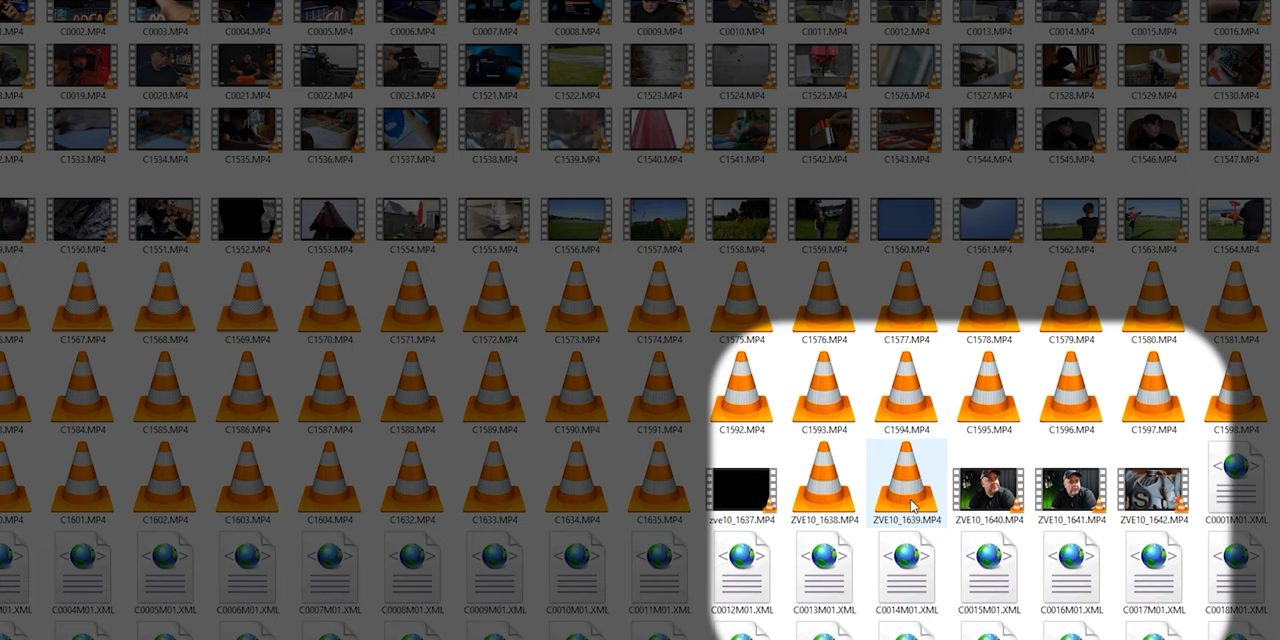 C0002.MP4 C0003.MP4 C0004.MP4 C0005.MP4 C0006.MP4 C0007.MP4 C0008.MP4 C0009.MP4 C0010.MP4 C0011.MP4 C0012.MP4 C0013.MP4 C0014.MP4 C0015.MP4 C0016.MP4
C0019.MP4 C0020.MP4 C0021.MP4 C0022.MP4 C0023.MP4 C1521.MP4 C1522.MP4 C1523.MP4 C1524.MP4 C1525.MP4 C1526.MP4 C1527.MP4 C1528.MP4 C1529.MP4 C1530.MP4
C1533.MP4 C1534.MP4 C1535.MP4 C1536.MP4 C1537.MP4 C1538.MP4 C1539.MP4 C1540.MP4 C1541.MP4 C1542.MP4 C1543.MP4 C1544.MP4 C1545.MP4 C1546.MP4 C1547.MP4
C1550.MP4 C1551.MP4 C1552.MP4 C1553.MP4 C1554.MP4 C1555.MP4 C1556.MP4 C1557.MP4 C1558.MP4 C1559.MP4 C1560.MP4 C1561.MP4 C1562.MP4 C1563.MP4 C1564.MP4
C1567.MP4 C1568.MP4 C1569.MP4 C1570.MP4 C1571.MP4 C1572.MP4 C1573.MP4 C1574.MP4 C1575.MP4 C1576.MP4 C1577.MP4 C1578.MP4 C1579.MP4 C1580.MP4 C1581.MP4
C1584.MP4 C1585.MP4 C1586.MP4 C1587.MP4 C1588.MP4 C1589.MP4 C1590.MP4 C1591.MP4 C1592.MP4 C1593.MP4 C1594.MP4 C1595.MP4 C1596.MP4 C1597.MP4 C1598.MP4
C1601.MP4 C1602.MP4 C1603.MP4 C1604.MP4 C1632.MP4 C1633.MP4 C1634.MP4 C1635.MP4 zve10_1637.MP4 ZVE10_1638.MP4 ZVE10_1639.MP4 ZVE10_1640.MP4 ZVE10_1641.MP4 ZVE10_1642.MP4 C0001M01.XML
C0004M01.XML C0005M01.XML C0006M01.XML C0007M01.XML C0008M01.XML C0009M01.XML C0010M01.XML C0011M01.XML C0012M01.XML C0013M01.XML C0014M01.XML C0015M01.XML C0016M01.XML C0017M01.XML C0018M01.XML